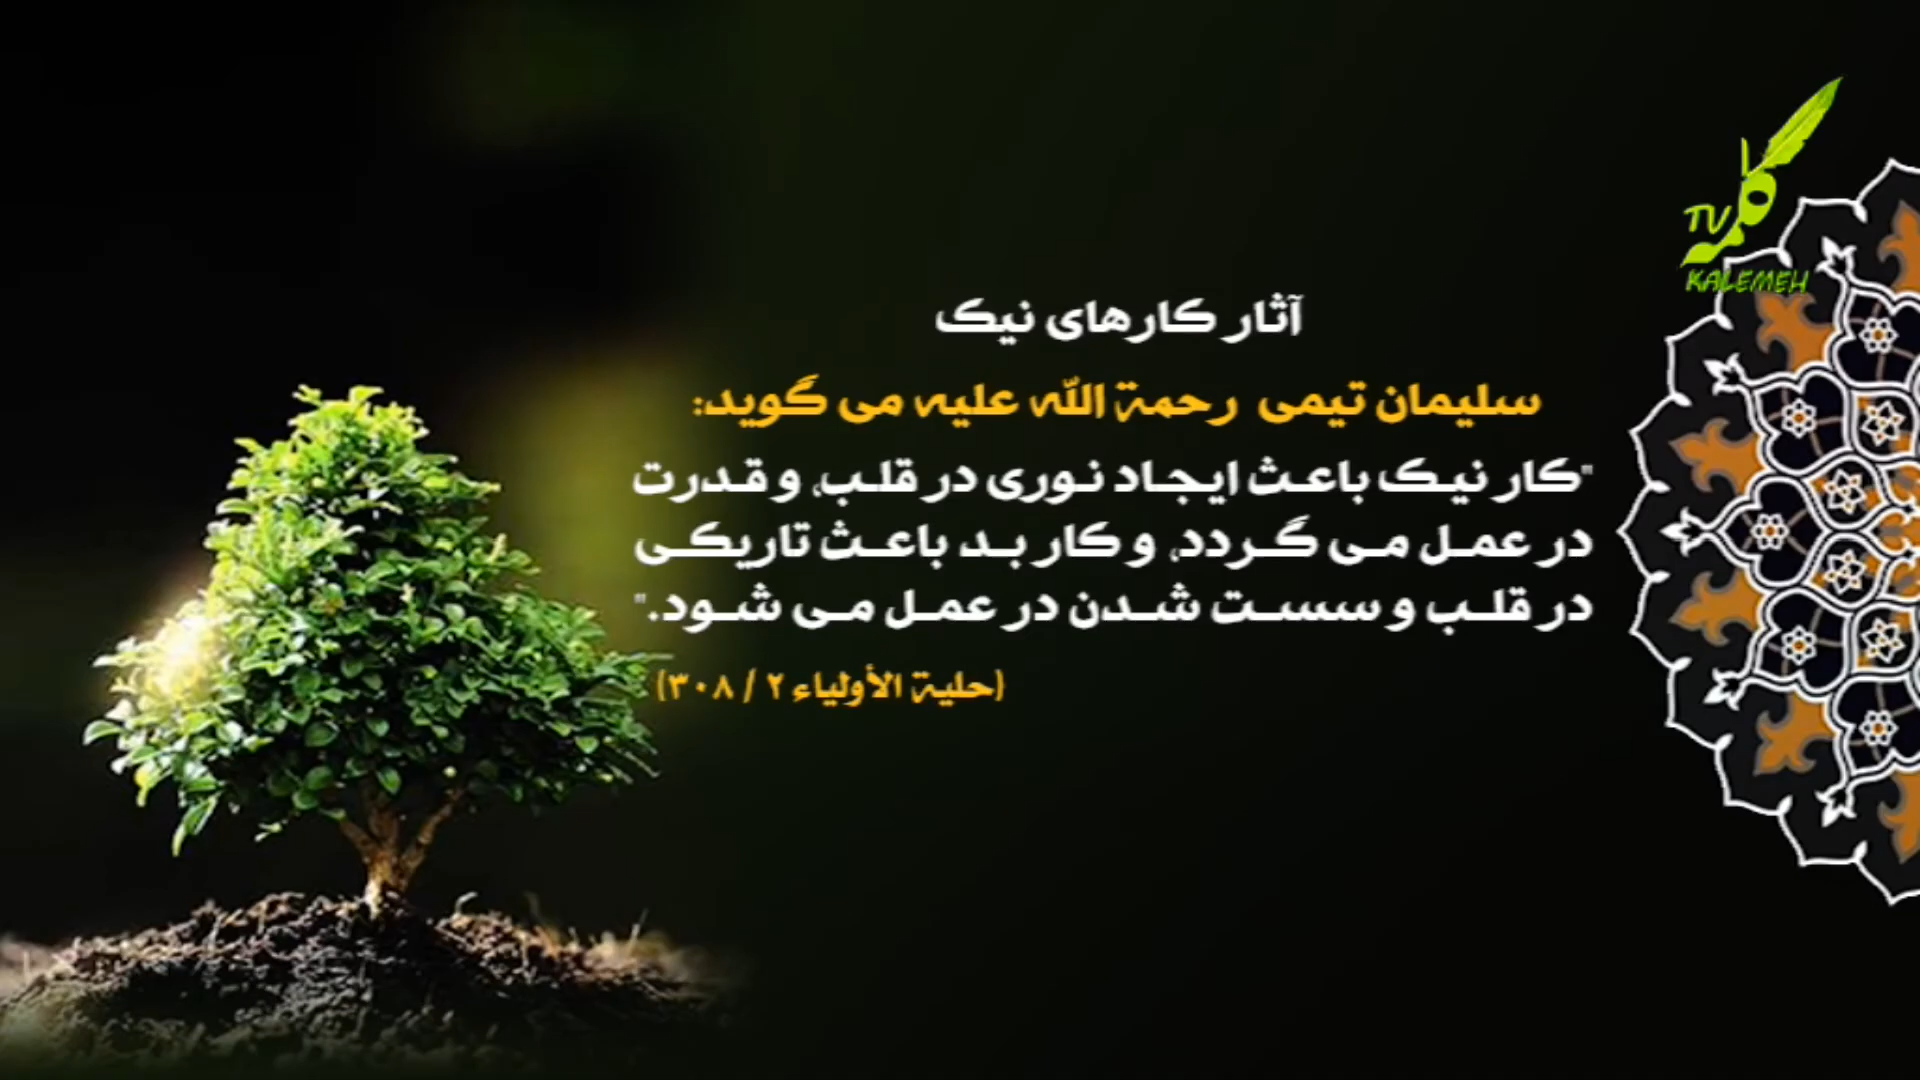 آثار کارهای نیک
سلیمان تیمی رحمة الله علیه می گوید:
"کار نیک باعث ایجاد نوری در قلب، و قدرت
در عمل می گردد، و کار بد باعث تاریکی
در قلب و سست شدن در عمل می شود."
(حلیة الأولیاء ۲ / ۳۰۸)
کلمه
TV
KALEMEH